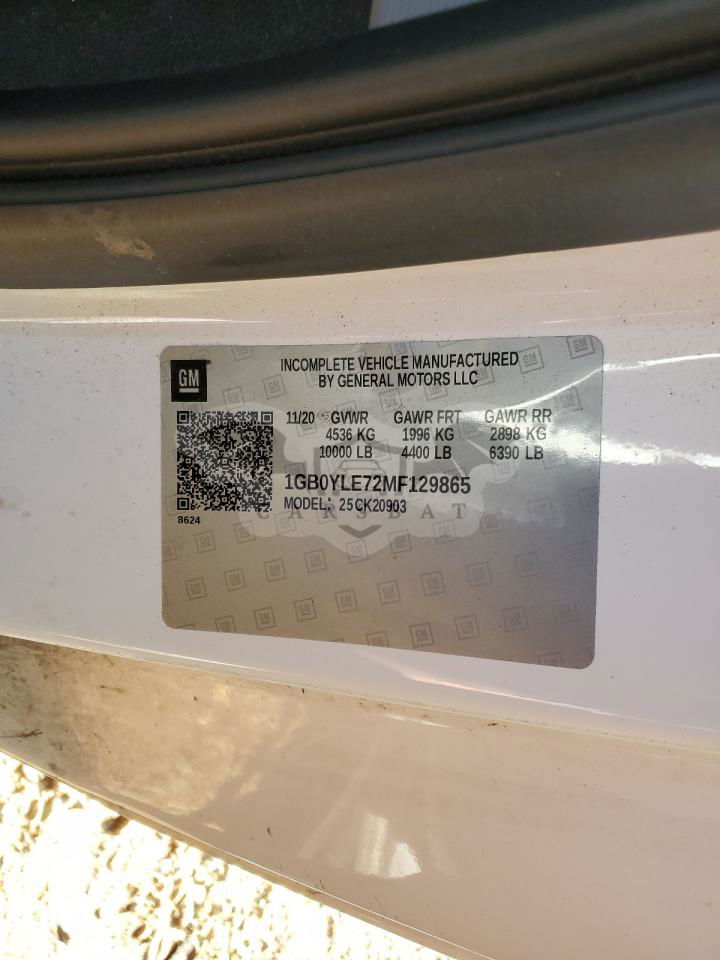 GM
INCOMPLETE VEHICLE MANUFACTURED
BY GENERAL MOTORS LLC
11/20 GVWR GAWR FRT GAWR RR
4536 KG 1996 KG 2898 KG
10000 LB 4400 LB 6390 LB
1GB0YLE72MF129865
MODEL: 25CK20903
CARSBAT
8624